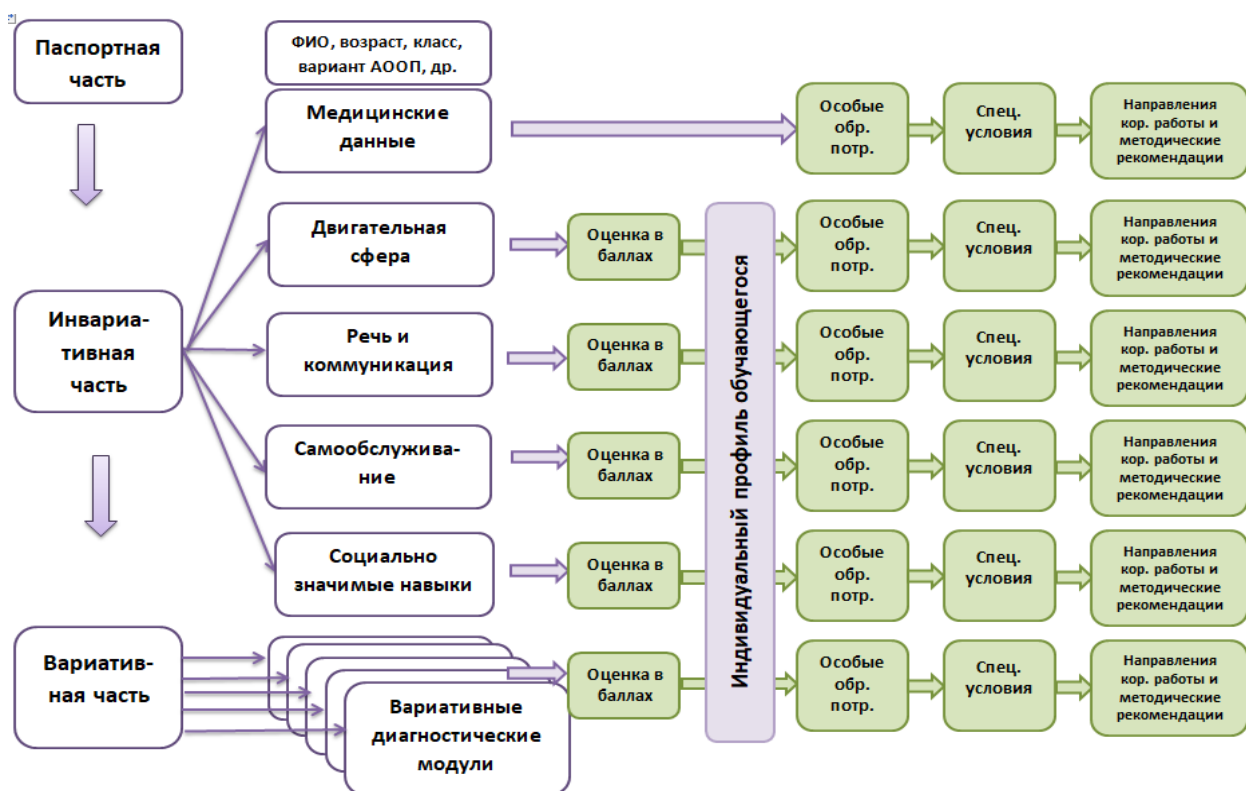 Паспортная
часть
ФИО, возраст, класс,
вариант АООП, др.
Медицинские
данные
Особые
обр.
потр.
Спец.
условия
Направления
кор. работы и
методические
рекомендации
Инвариа-
тивная
часть
Двигательная
сфера
Оценка в
баллах
Индивидуальный профиль обучающегося
Особые
обр.
потр.
Спец.
условия
Направления
кор. работы и
методические
рекомендации
Речь и
коммуникация
Оценка в
баллах
Особые
обр.
потр.
Спец.
условия
Направления
кор. работы и
методические
рекомендации
Самообслужива-
ние
Оценка в
баллах
Особые
обр.
потр.
Спец.
условия
Направления
кор. работы и
методические
рекомендации
Социально
значимые навыки
Оценка в
баллах
Особые
обр.
потр.
Спец.
условия
Направления
кор. работы и
методические
рекомендации
Вариатив-
ная часть
Вариативные
диагностические
модули
Оценка в
баллах
Особые
обр.
потр.
Спец.
условия
Направления
кор. работы и
методические
рекомендации